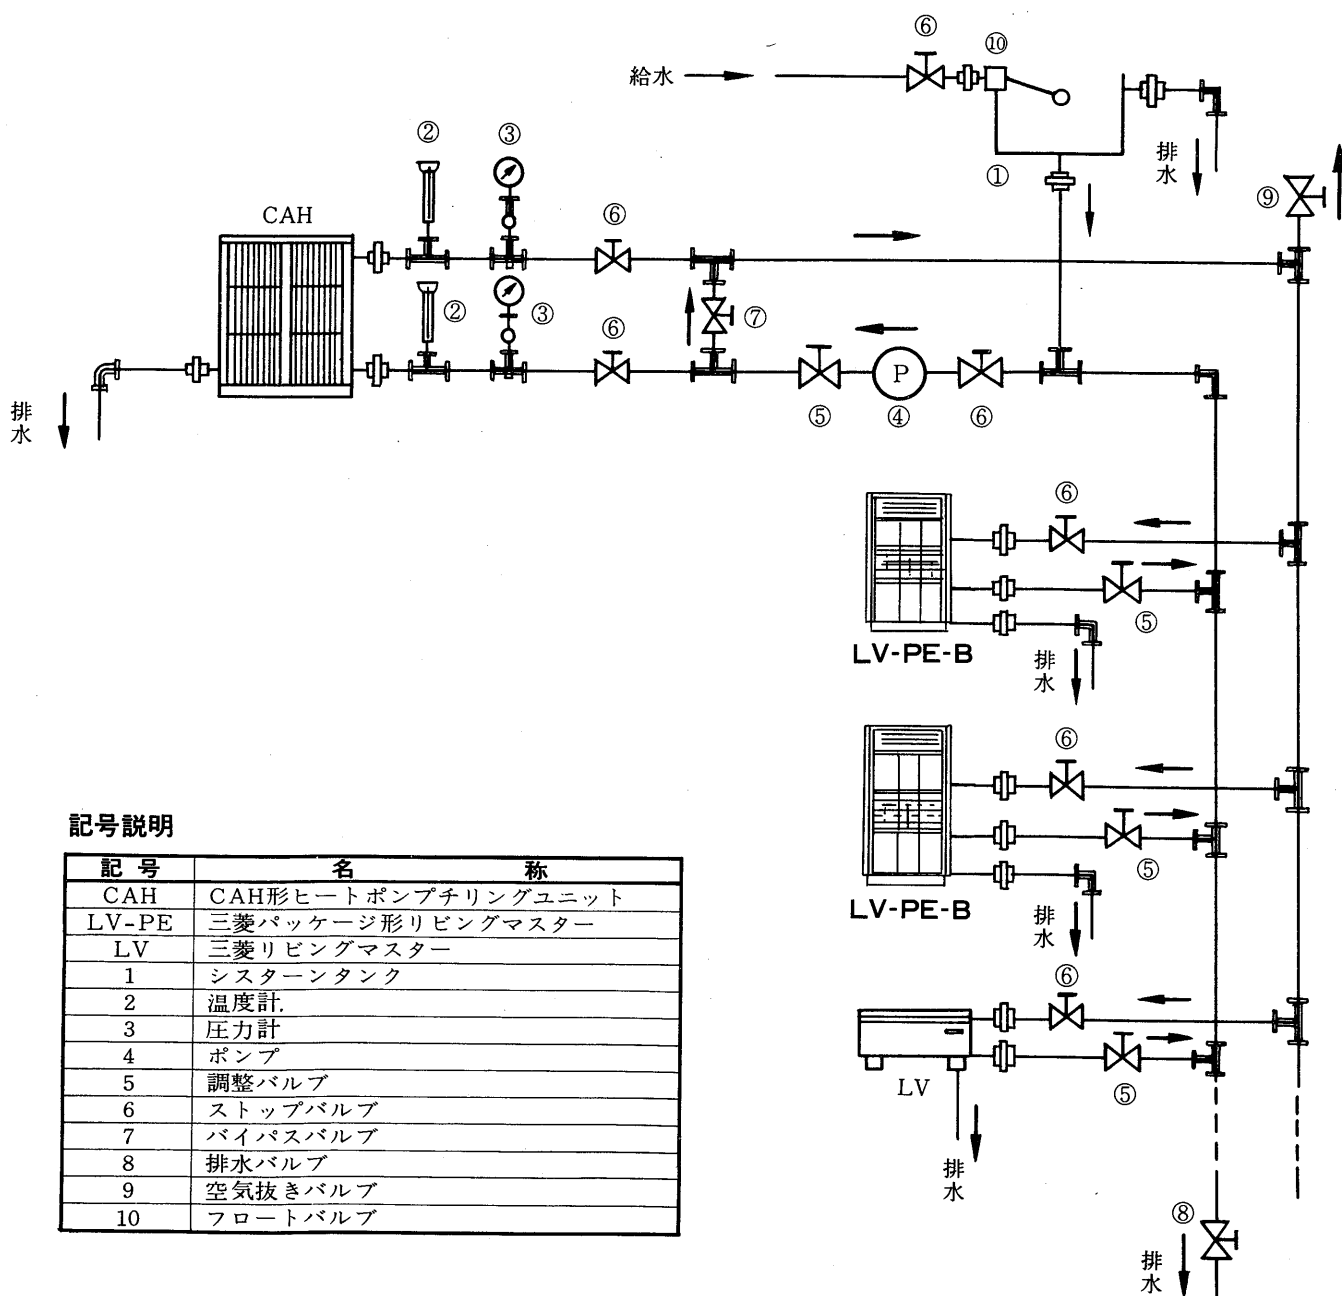 ⑥
⑩
給水
②
③
排水
①
⑨
CAH
⑥
②
③
⑦
⑥
P
⑤
④
⑥
排水
⑥
⑤
LV-PE-B
排水
⑥
⑤
LV-PE-B
排水
⑥
LV
⑤
排水
⑧
排水
記号説明
記号 名称
CAH CAH形ヒートポンプチリングユニット
LV-PE 三菱パッケージ形リビングマスター
LV 三菱リビングマスター
1 シスターンタンク
2 温度計.
3 圧力計
4 ポンプ
5 調整バルブ
6 ストップバルブ
7 バイパスバルブ
8 排水バルブ
9 空気抜きバルブ
10 フロートバルブ